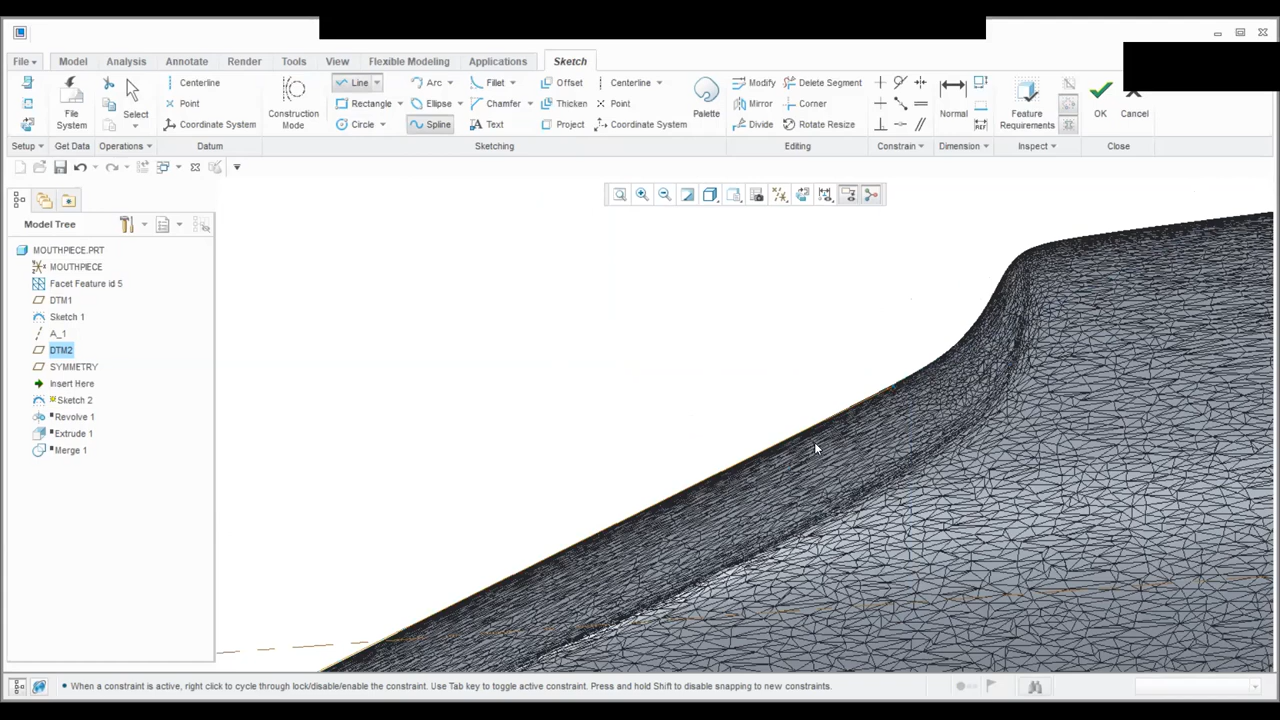 File Model Analysis Annotate Render Tools View Flexible Modeling Applications Sketch
Centerline Line Arc Fillet Offset Centerline Modify Delete Segment
Point Rectangle Ellipse Chamfer Thicken Point Mirror Corner
Coordinate System Circle Spline Text Project Coordinate System Divide Rotate Resize
File System Select Construction Mode Palette Normal Feature Requirements OK Cancel
Setup Get Data Operations Datum Sketching Editing Constrain Dimension Inspect Close
Model Tree
MOUTHPIECE.PRT
MOUTHPIECE
Facet Feature id 5
DTM1
Sketch 1
A_1
DTM2
SYMMETRY
Insert Here
Sketch 2
Revolve 1
Extrude 1
Merge 1
• When a constraint is active, right click to cycle through lock/disable/enable the constraint. Use Tab key to toggle active constraint. Press and hold Shift to disable snapping to new constraints.